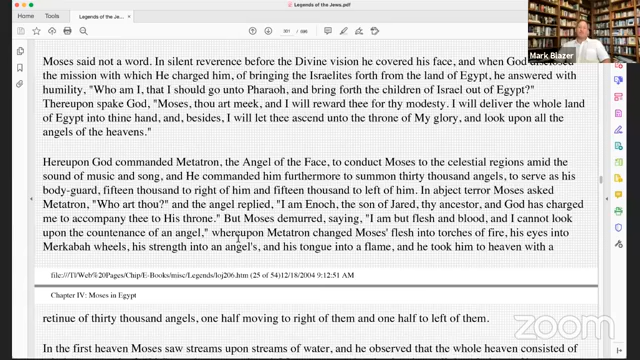 Legends of the Jewa.pdf
Home
Tools
Legends of the Jew...
301 / 695
Mark Blazer
Moses said not a word. In silent reverence before the Divine vision he covered his face, and when God disclosed
the mission with which He charged him, of bringing the Israelites forth from the land of Egypt, he answered with
humility, "Who am I, that I should go unto Pharaoh, and bring forth the children of Israel out of Egypt?"
Thereupon spake God, "Moses, thou art meek, and I will reward thee for thy modesty. I will deliver the whole land
of Egypt into thine hand, and, besides, I will let thee ascend unto the throne of My glory, and look upon all the
angels of the heavens."
Hereupon God commanded Metatron, the Angel of the Face, to conduct Moses to the celestial regions amid the
sound of music and song, and He commanded him furthermore to summon thirty thousand angels, to serve as his
body-guard, fifteen thousand to right of him and fifteen thousand to left of him. In abject terror Moses asked
Metatron, "Who art thou?" and the angel replied, "I am Enoch, the son of Jared, thy ancestor, and God has charged
me to accompany thee to His throne." But Moses demurred, saying, "I am but flesh and blood, and I cannot look
upon the countenance of an angel," whereupon Metatron changed Moses' flesh into torches of fire, his eyes into
Merkabah wheels, his strength into an angel's, and his tongue into a flame, and he took him to heaven with a
file:///T|/Web%20Pages/Chip/E-Books/misc/Legends/loj206.htm (25 of 54)12/18/2004 9:12:51 AM
Chapter IV: Moses in Egypt
retinue of thirty thousand angels, one half moving to right of them and one half to left of them.
In the first heaven Moses saw streams upon streams of water, and he observed that the whole heaven consisted of
zoom